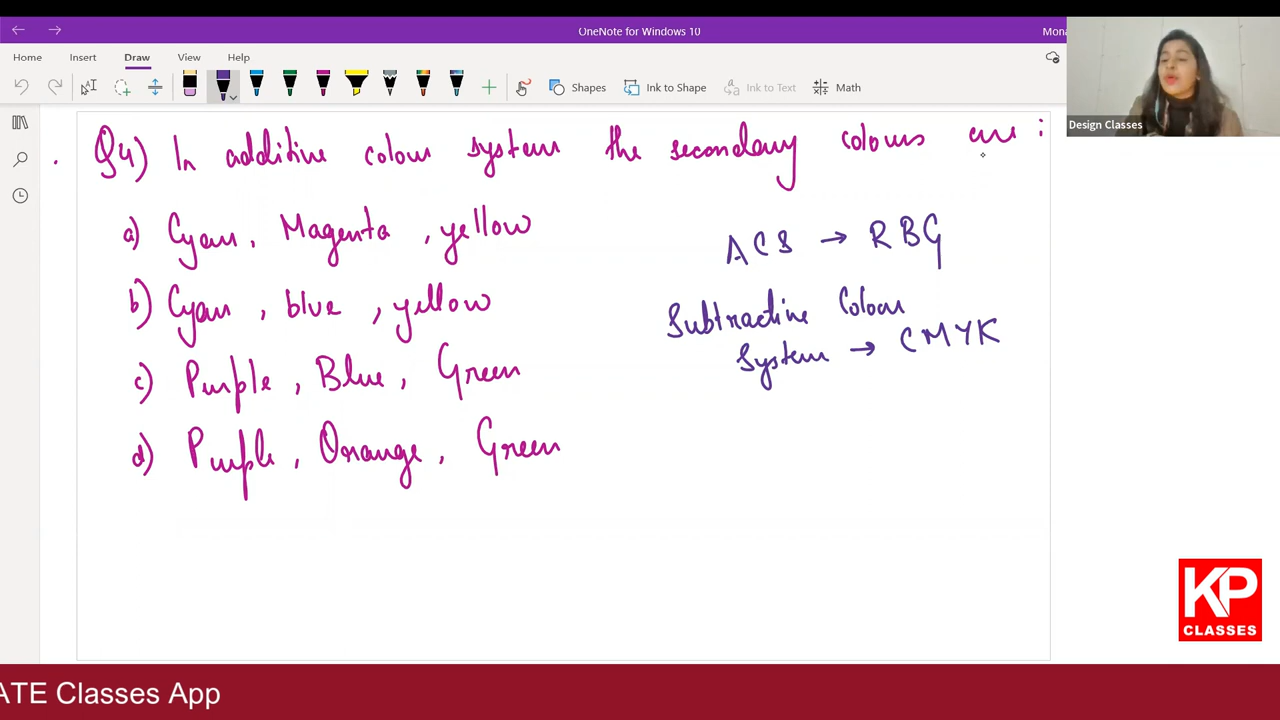 OneNote for Windows 10
Mona
Home Insert Draw View Help
Shapes Ink to Shape Ink to Text Math
Design Classes
Q4) In additive colour system the secondary colours are :
a) Cyan, Magenta, yellow
b) Cyan, blue, yellow
c) Purple, Blue, Green
d) Purple, Orange, Green
ACS → RBG
Subtractive Colour
System → CMYK
KP
CLASSES
ATE Classes App